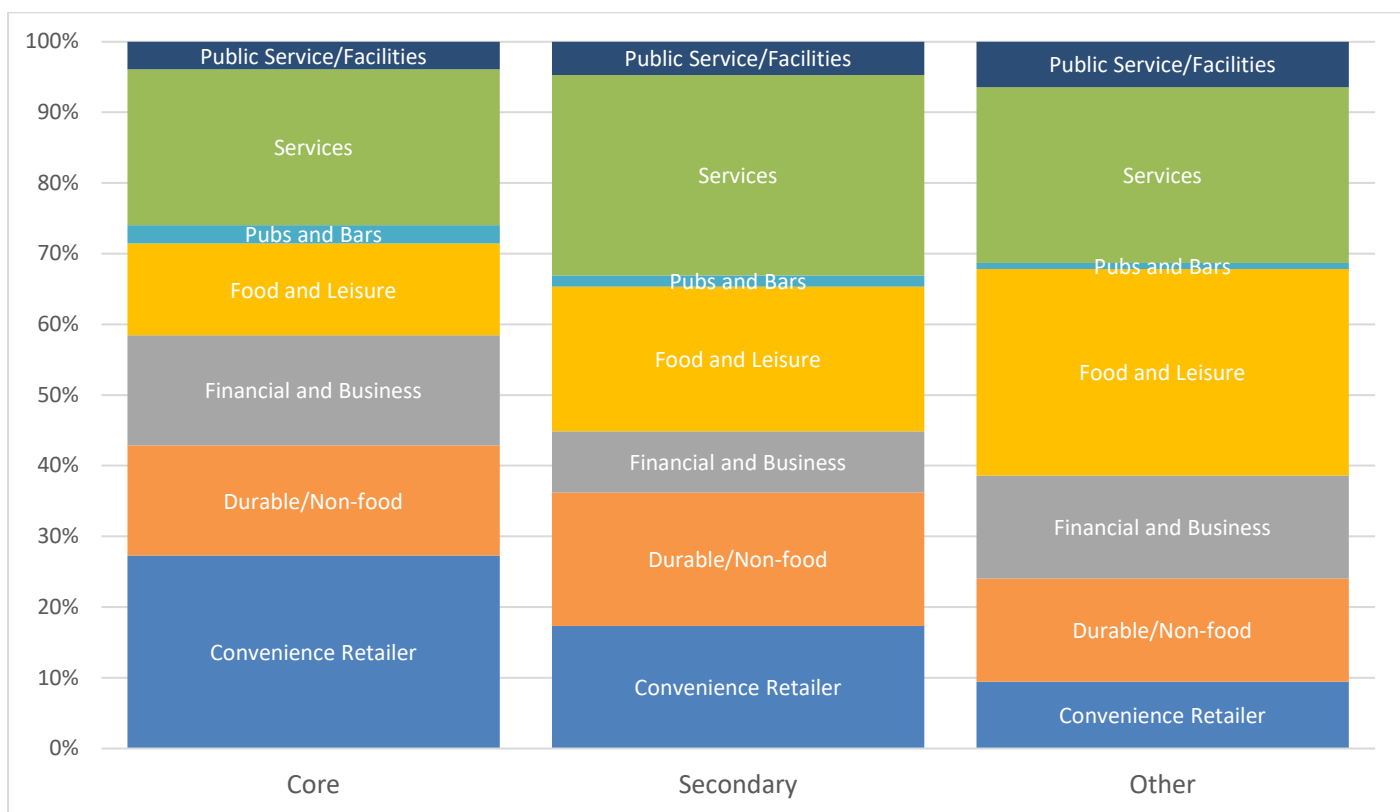 100%
90%
80%
70%
60%
50%
40%
30%
20%
10%
0%
Public Service/Facilities
Services
Pubs and Bars
Food and Leisure
Financial and Business
Durable/Non-food
Convenience Retailer
Public Service/Facilities
Services
Pubs and Bars
Food and Leisure
Financial and Business
Durable/Non-food
Convenience Retailer
Public Service/Facilities
Services
Pubs and Bars
Food and Leisure
Financial and Business
Durable/Non-food
Convenience Retailer
Core
Secondary
Other